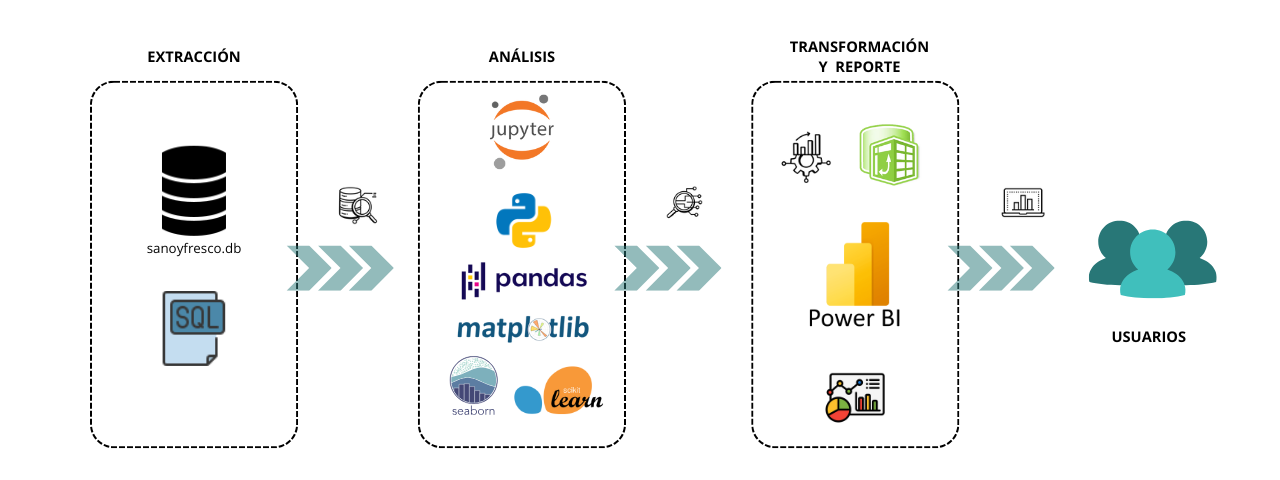 EXTRACCIÓN
sanoyfresco.db
SQL
ANÁLISIS
jupyter
pandas
matplotlib
seaborn
scikit
learn
TRANSFORMACIÓN
Y REPORTE
Power BI
USUARIOS